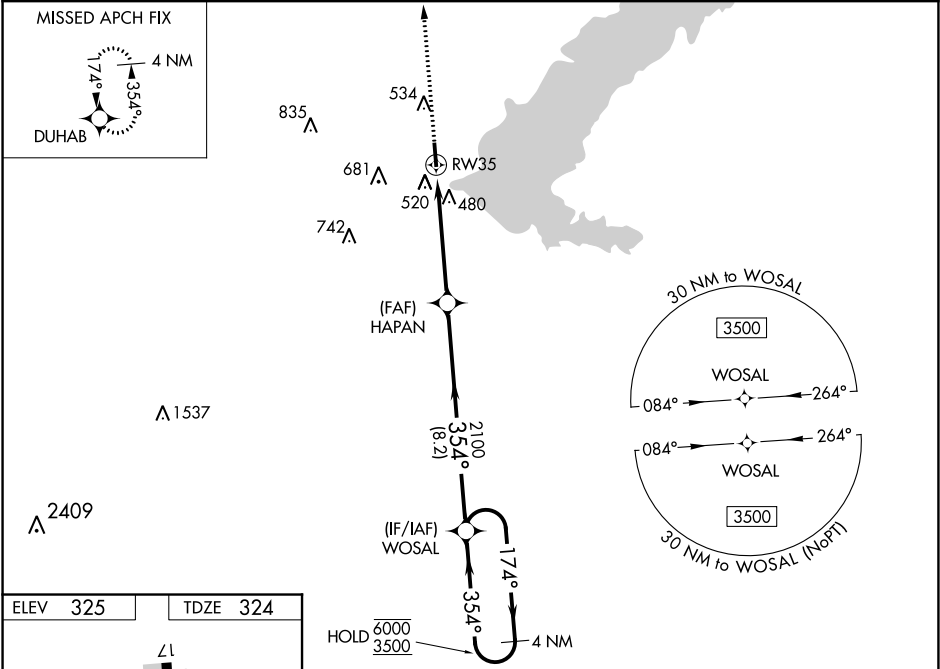 MISSED APCH FIX
4 NM
174°
354°
DUHAB
835
534
681
RW35
520
480
742
(FAF)
HAPAN
30 NM to WOSAL
3500
WOSAL
084°
264°
084°
264°
WOSAL
3500
30 NM to WOSAL (NoPT)
1537
2100
354°
(8.2)
2409
(IF/IAF)
WOSAL
174°
354°
HOLD
6000
3500
4 NM
ELEV 325
TDZE 324
17